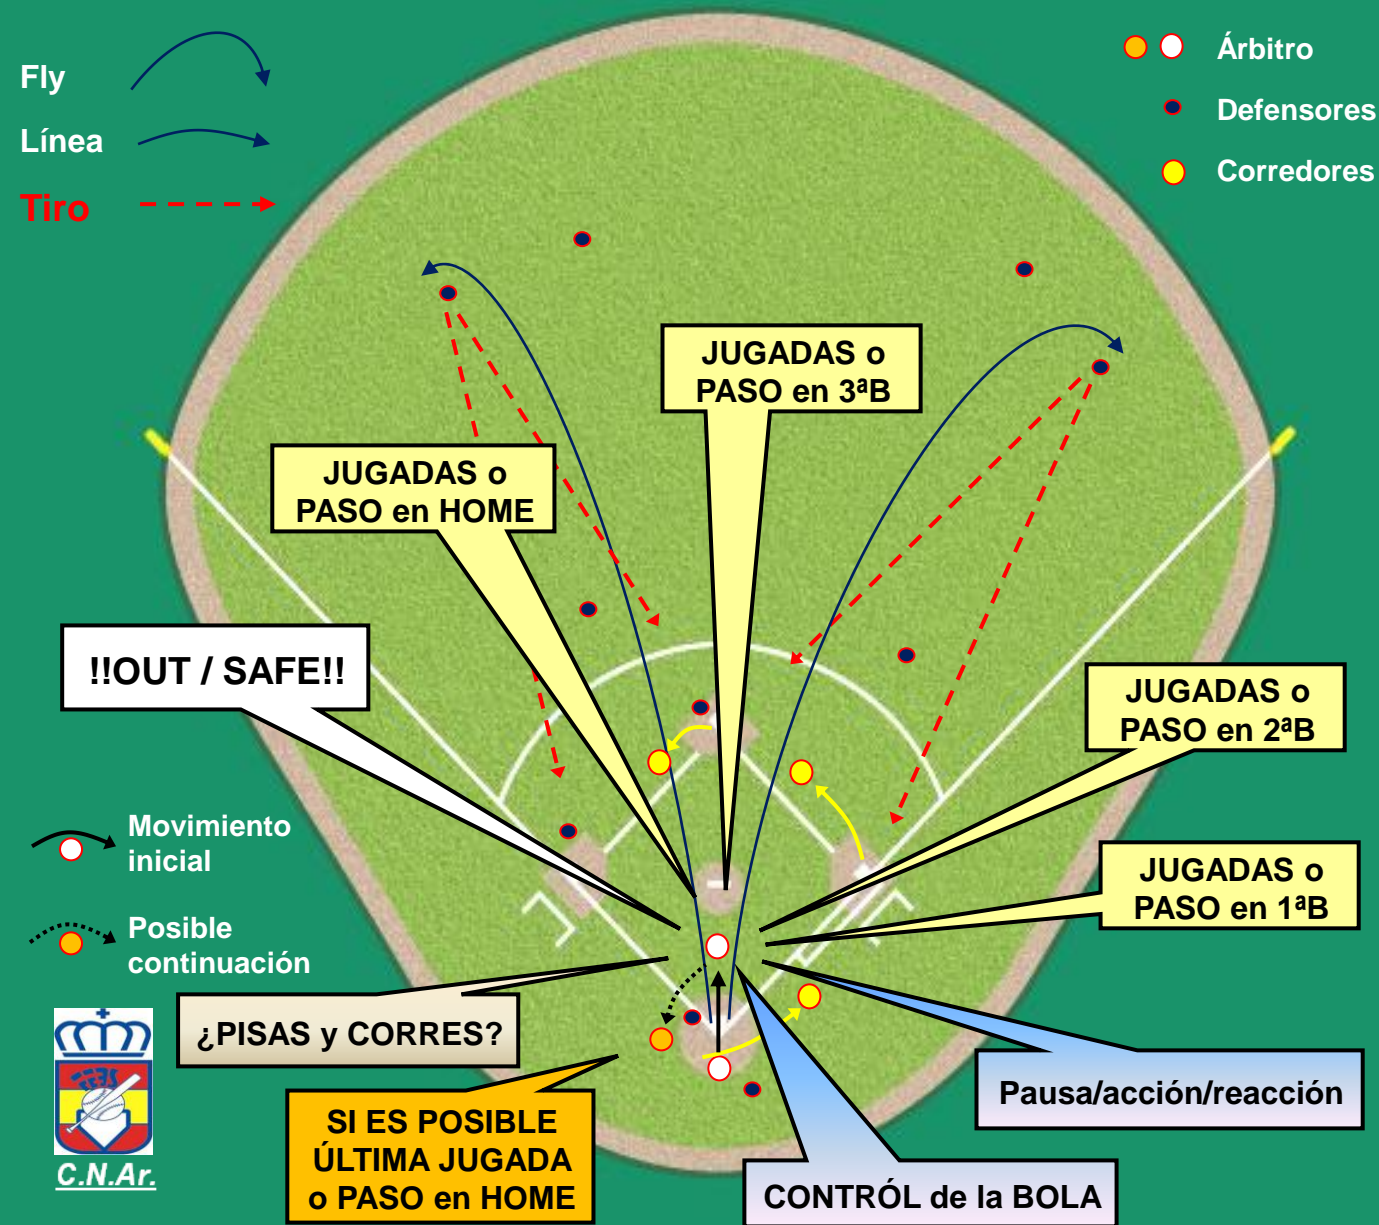 Fly
Línea
Tiro
Árbitro
Defensores
Corredores
JUGADAS o
PASO en 3ªB
JUGADAS o
PASO en HOME
!!OUT / SAFE!!
JUGADAS o
PASO en 2ªB
JUGADAS o
PASO en 1ªB
Movimiento
inicial
Posible
continuación
¿PISAS y CORRES?
Pausa/acción/reacción
SI ES POSIBLE
ÚLTIMA JUGADA
o PASO en HOME
CONTRÓL de la BOLA
C.N.Ar.